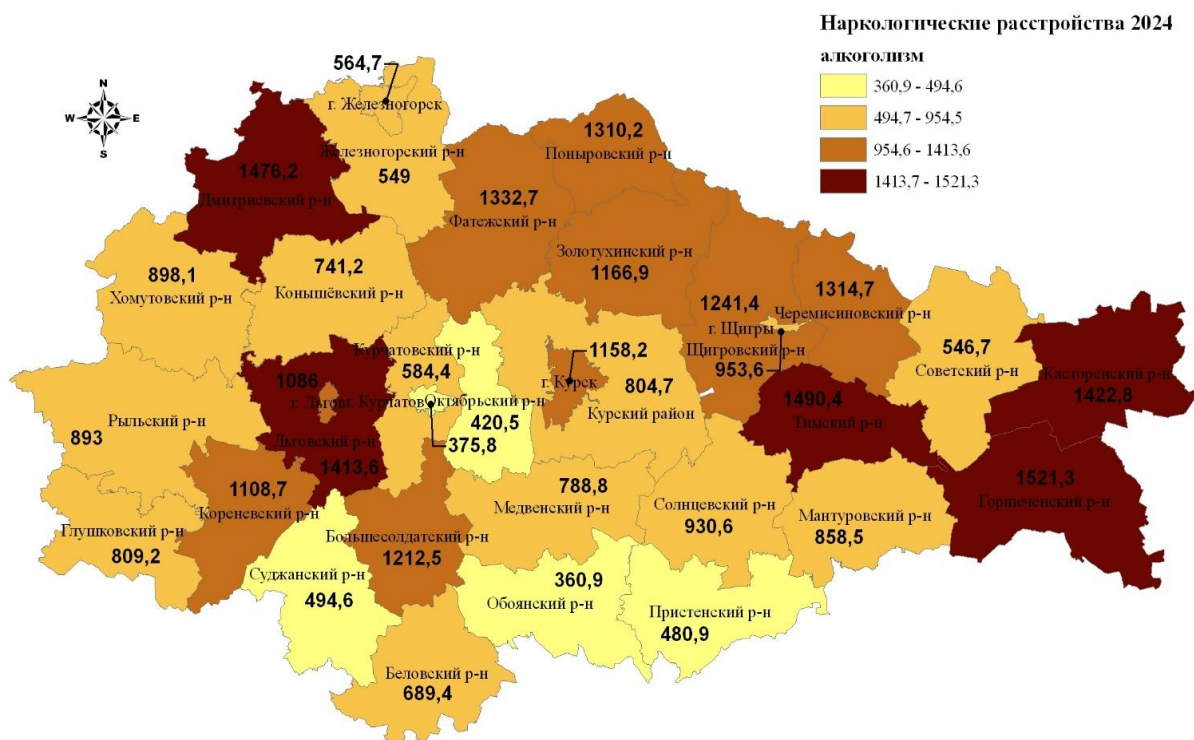 Наркологические расстройства 2024
алкоголизм
360,9 - 494,6
494,7 - 954,5
954,6 - 1413,6
1413,7 - 1521,3
N
W E
S
564,7
г. Железногорск
Железногорский р-н
549
1476,2
Дмитриевский р-н
1310,2
Поныровский р-н
1332,7
Фатежский р-н
Золотухинский р-н
1166,9
898,1
Хомутовский р-н
741,2
Конышёвский р-н
1241,4
г. Щигры
Щигровский р-н
953,6
1314,7
Черемисиновский р-н
546,7
Советский р-н
Касторенский р-н
1422,8
Курчатовский р-н
584,4
1086
г. Льгов
г. Курчатов
375,8
Октябрьский р-н
420,5
1158,2
г. Курск
804,7
Курский район
1490,4
Тимский р-н
Рыльский р-н
893
Льговский р-н
1413,6
1521,3
Горшеченский р-н
1108,7
Кореневский р-н
788,8
Медвенский р-н
Солнцевский р-н
930,6
Мантуровский р-н
858,5
Глушковский р-н
809,2
Большесолдатский р-н
1212,5
Суджанский р-н
494,6
360,9
Обоянский р-н
Пристенский р-н
480,9
Беловский р-н
689,4